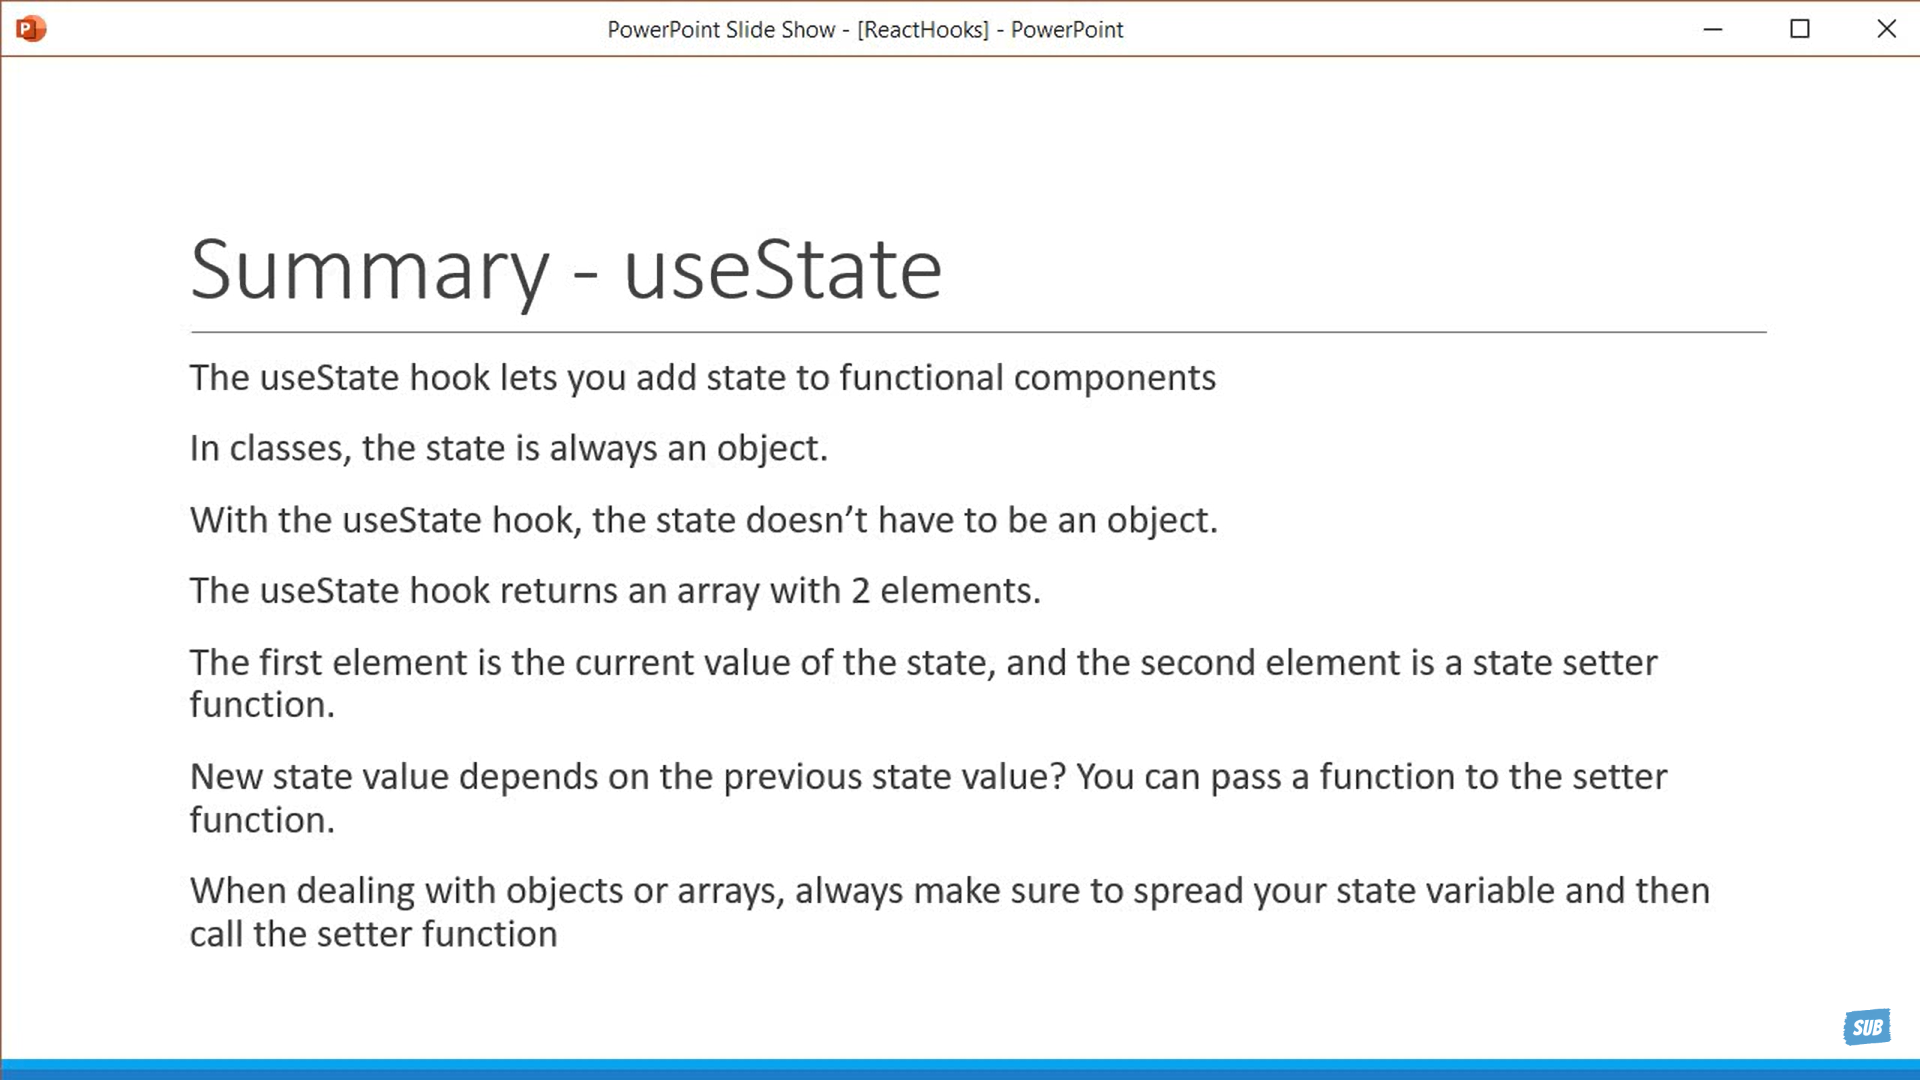 PowerPoint Slide Show - [ReactHooks] - PowerPoint
Summary - useState
The useState hook lets you add state to functional components
In classes, the state is always an object.
With the useState hook, the state doesn’t have to be an object.
The useState hook returns an array with 2 elements.
The first element is the current value of the state, and the second element is a state setter
function.
New state value depends on the previous state value? You can pass a function to the setter
function.
When dealing with objects or arrays, always make sure to spread your state variable and then
call the setter function
SUB